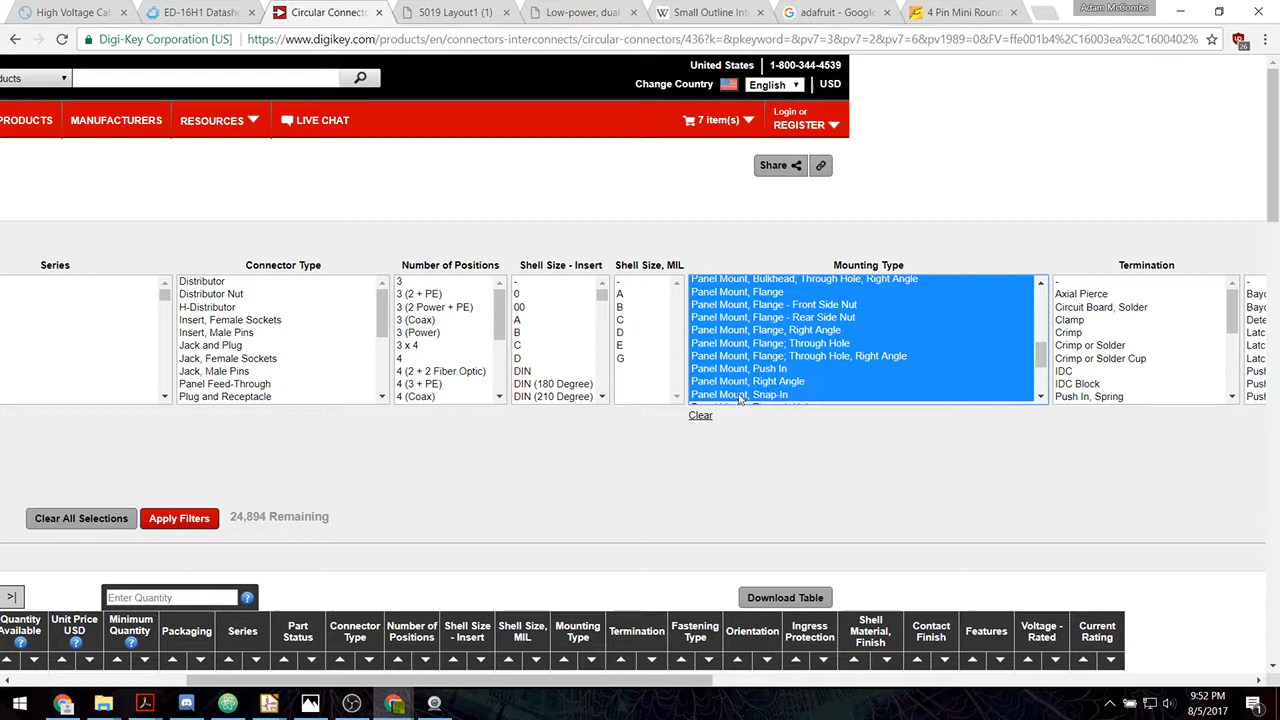 Adam McCombs
High Voltage Cal
ED-16H1 Datash
Circular Connecto
5019 Layout1 (1)
Low-power, dual
Small Outline Int
adafruit - Google
4 Pin Mini Round
Digi-Key Corporation [US]
https://www.digikey.com/products/en/connectors-interconnects/circular-connectors/436?k=&pkeyword=&pv7=3&pv7=2&pv7=6&pv1989=0&FV=ffe001b4%2C16003ea%2C1600402%
26
ducts
United States
1-800-344-4539
Change Country
English
USD
PRODUCTS
MANUFACTURERS
RESOURCES
LIVE CHAT
7 item(s)
Login or
REGISTER
Share
Series
Connector Type
Distributor
Distributor Nut
H-Distributor
Insert, Female Sockets
Insert, Male Pins
Jack and Plug
Jack, Female Sockets
Jack, Male Pins
Panel Feed-Through
Plug and Receptacle
Number of Positions
3
3 (2 + PE)
3 (2 Power + PE)
3 (Coax)
3 (Power)
3 x 4
4
4 (2 + 2 Fiber Optic)
4 (3 + PE)
4 (Coax)
Shell Size - Insert
-
0
00
A
B
C
D
DIN
DIN (180 Degree)
DIN (210 Degree)
Shell Size, MIL
-
A
B
C
D
E
G
Mounting Type
Panel Mount, Bulkhead; Through Hole, Right Angle
Panel Mount, Flange
Panel Mount, Flange - Front Side Nut
Panel Mount, Flange - Rear Side Nut
Panel Mount, Flange, Right Angle
Panel Mount, Flange; Through Hole
Panel Mount, Flange; Through Hole, Right Angle
Panel Mount, Push In
Panel Mount, Right Angle
Panel Mount, Snap-In
Clear
Termination
-
Axial Pierce
Circuit Board, Solder
Clamp
Crimp
Crimp or Solder
Crimp or Solder Cup
IDC
IDC Block
Push In, Spring
-
Bayo
Bayo
Dete
Latc
Latc
Pus
Pus
Pus
Clear All Selections
Apply Filters
24,894 Remaining
>|
Enter Quantity
?
Download Table
Quantity
Available
?
Unit Price
USD
?
Minimum
Quantity
?
Packaging
Series
Part
Status
Connector
Type
Number of
Positions
Shell Size
- Insert
Shell Size,
MIL
Mounting
Type
Termination
Fastening
Type
Orientation
Ingress
Protection
Shell
Material,
Finish
Contact
Finish
Features
Voltage -
Rated
Current
Rating
9:52 PM
8/5/2017